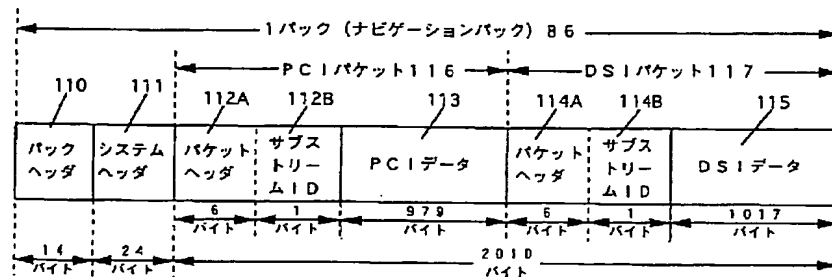 1パック(ナビゲーションパック)86
PCIパケット116
DSIパケット117
110
111
112A
112B
113
114A
114B
115
パック
ヘッダ
システム
ヘッダ
パケット
ヘッダ
サブス
トリー
ムID
PCIデータ
パケット
ヘッダ
サブス
トリー
ムID
DSIデータ
6
バイト
1
バイト
979
バイト
6
バイト
1
バイト
1017
バイト
14
バイト
24
バイト
2010
バイト